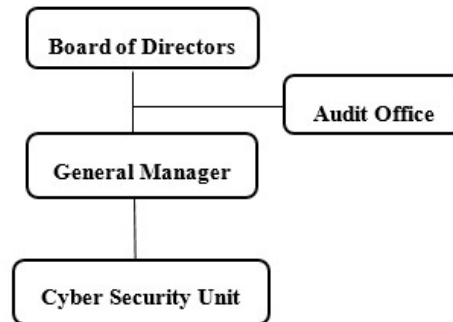 Board of Directors
Audit Office
General Manager
Cyber Security Unit